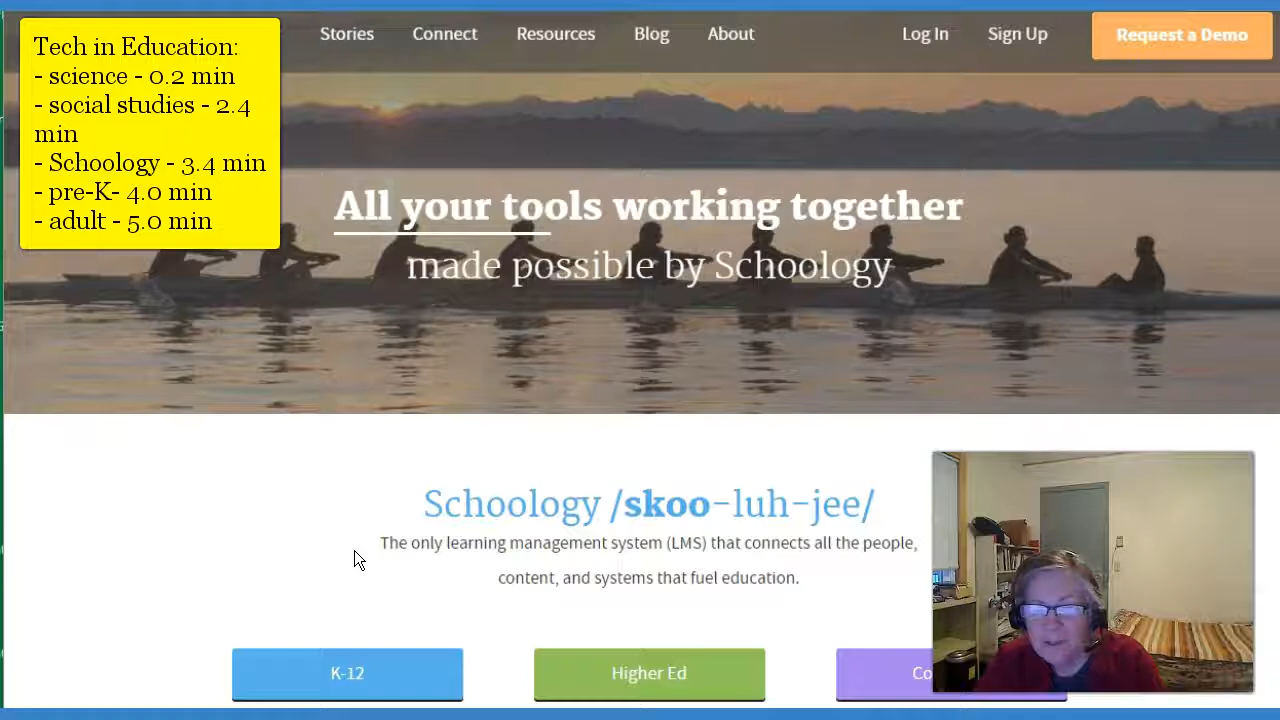 Tech in Education:
- science - 0.2 min
- social studies - 2.4
min
- Schoology - 3.4 min
- pre-K- 4.0 min
- adult - 5.0 min
Stories Connect Resources Blog About Log In Sign Up Request a Demo
All your tools working together
made possible by Schoology
Schoology /skoo-luh-jee/
The only learning management system (LMS) that connects all the people,
content, and systems that fuel education.
K-12 Higher Ed Co